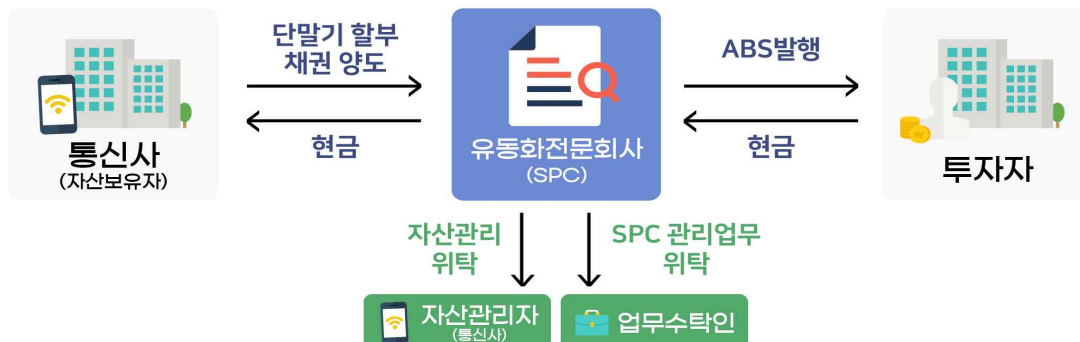 단말기 할부
채권 양도
현금
통신사
(자산보유자)
유동화전문회사
(SPC)
ABS발행
현금
투자자
자산관리
위탁
SPC 관리업무
위탁
자산관리자
(통신사)
업무수탁인